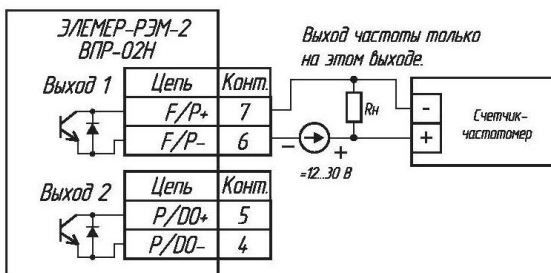 ЭЛЕМЕР-РЭМ-2
ВПР-02Н
Выход 1
Цепь Конт.
F/P+ 7
F/P- 6
Выход 2
Цепь Конт.
P/DO+ 5
P/DO- 4
Выход частоты только
на этом выходе.
Rн
- +
=12...30 В
-
+
Счетчик-
частотомер